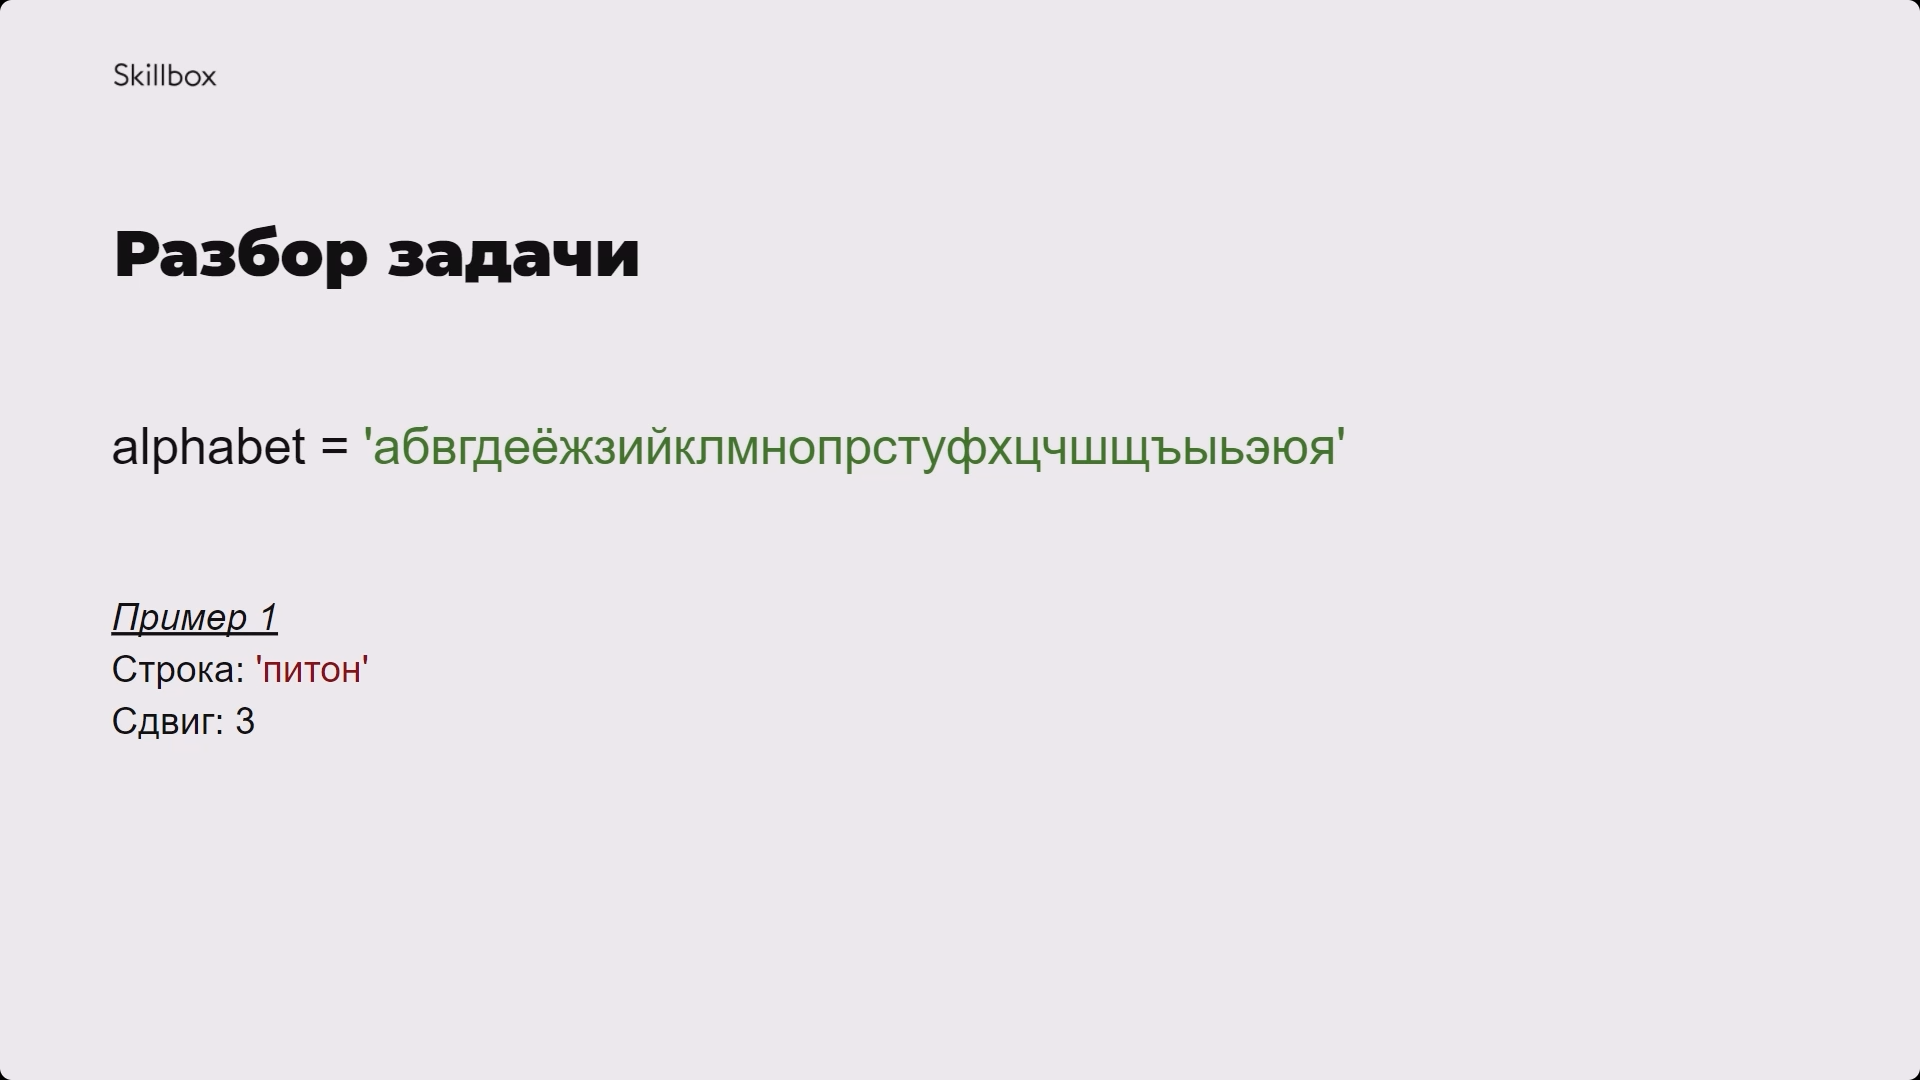 Skillbox
Разбор задачи
alphabet = 'абвгдеёжзийклмнопрстуфхцчшщъыьэюя'
Пример 1
Строка: 'питон'
Сдвиг: 3